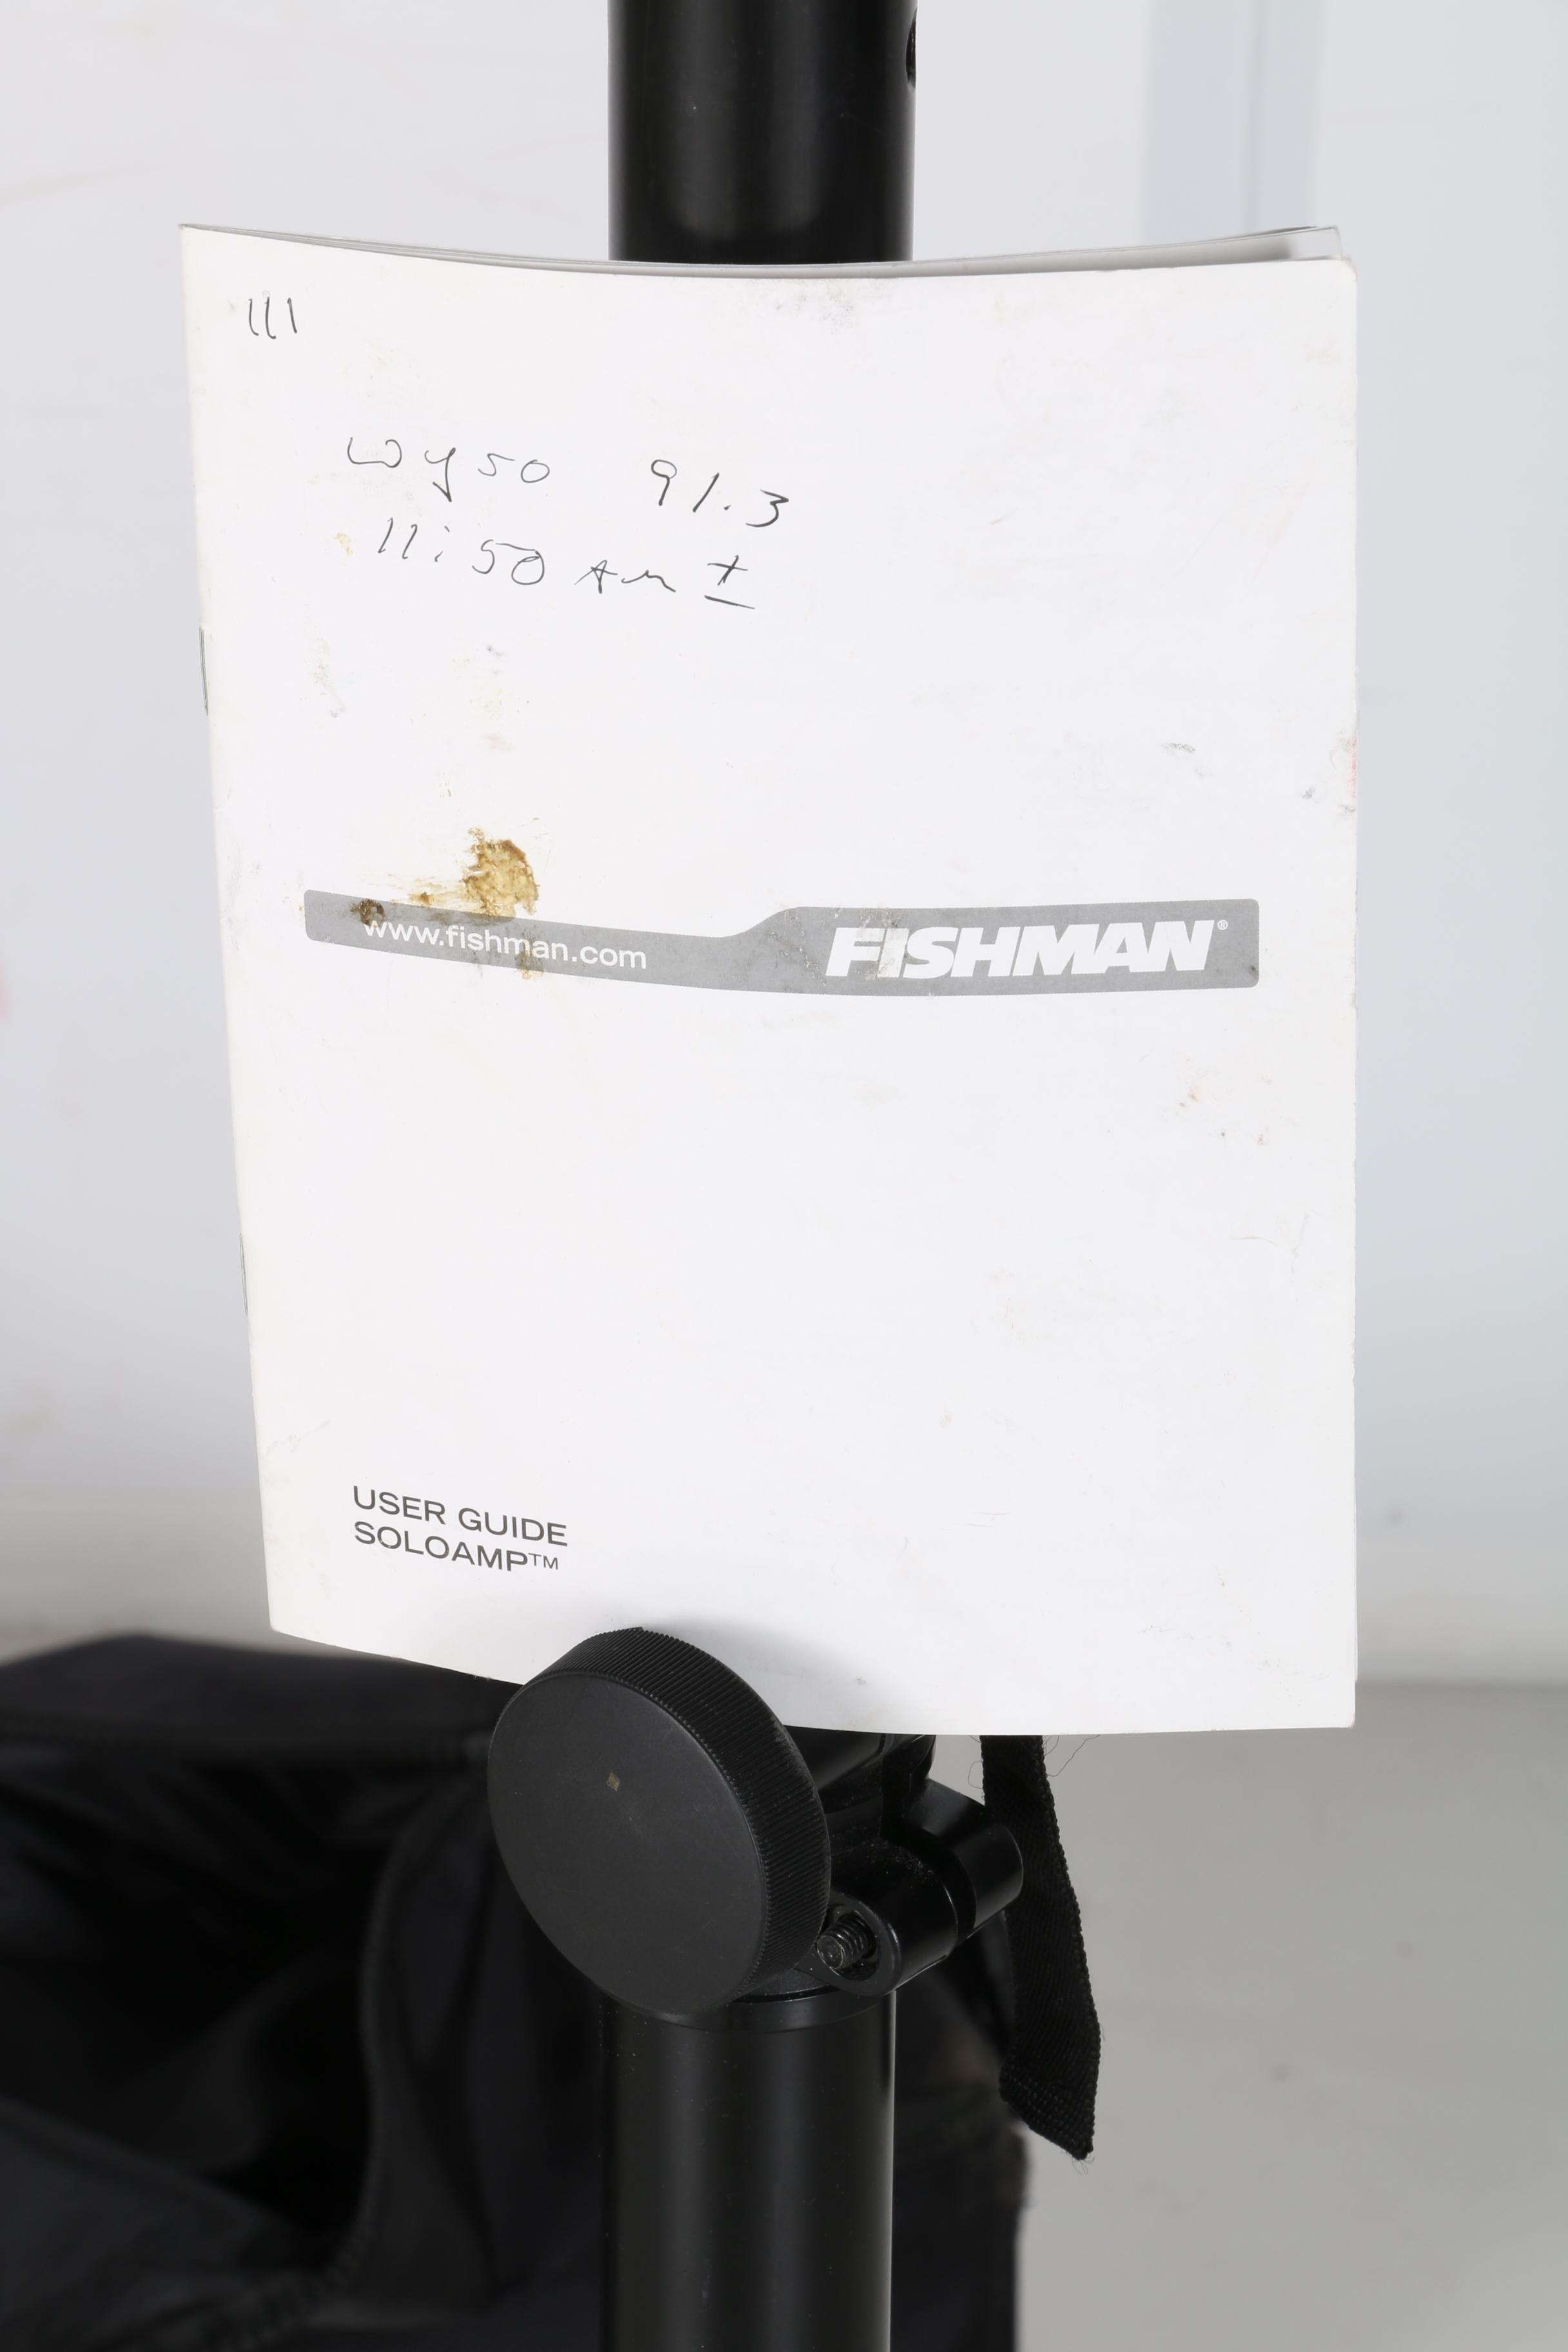 111
wyso 91.3
11:50 Am ±
www.fishman.com FISHMAN®
USER GUIDE
SOLOAMP™